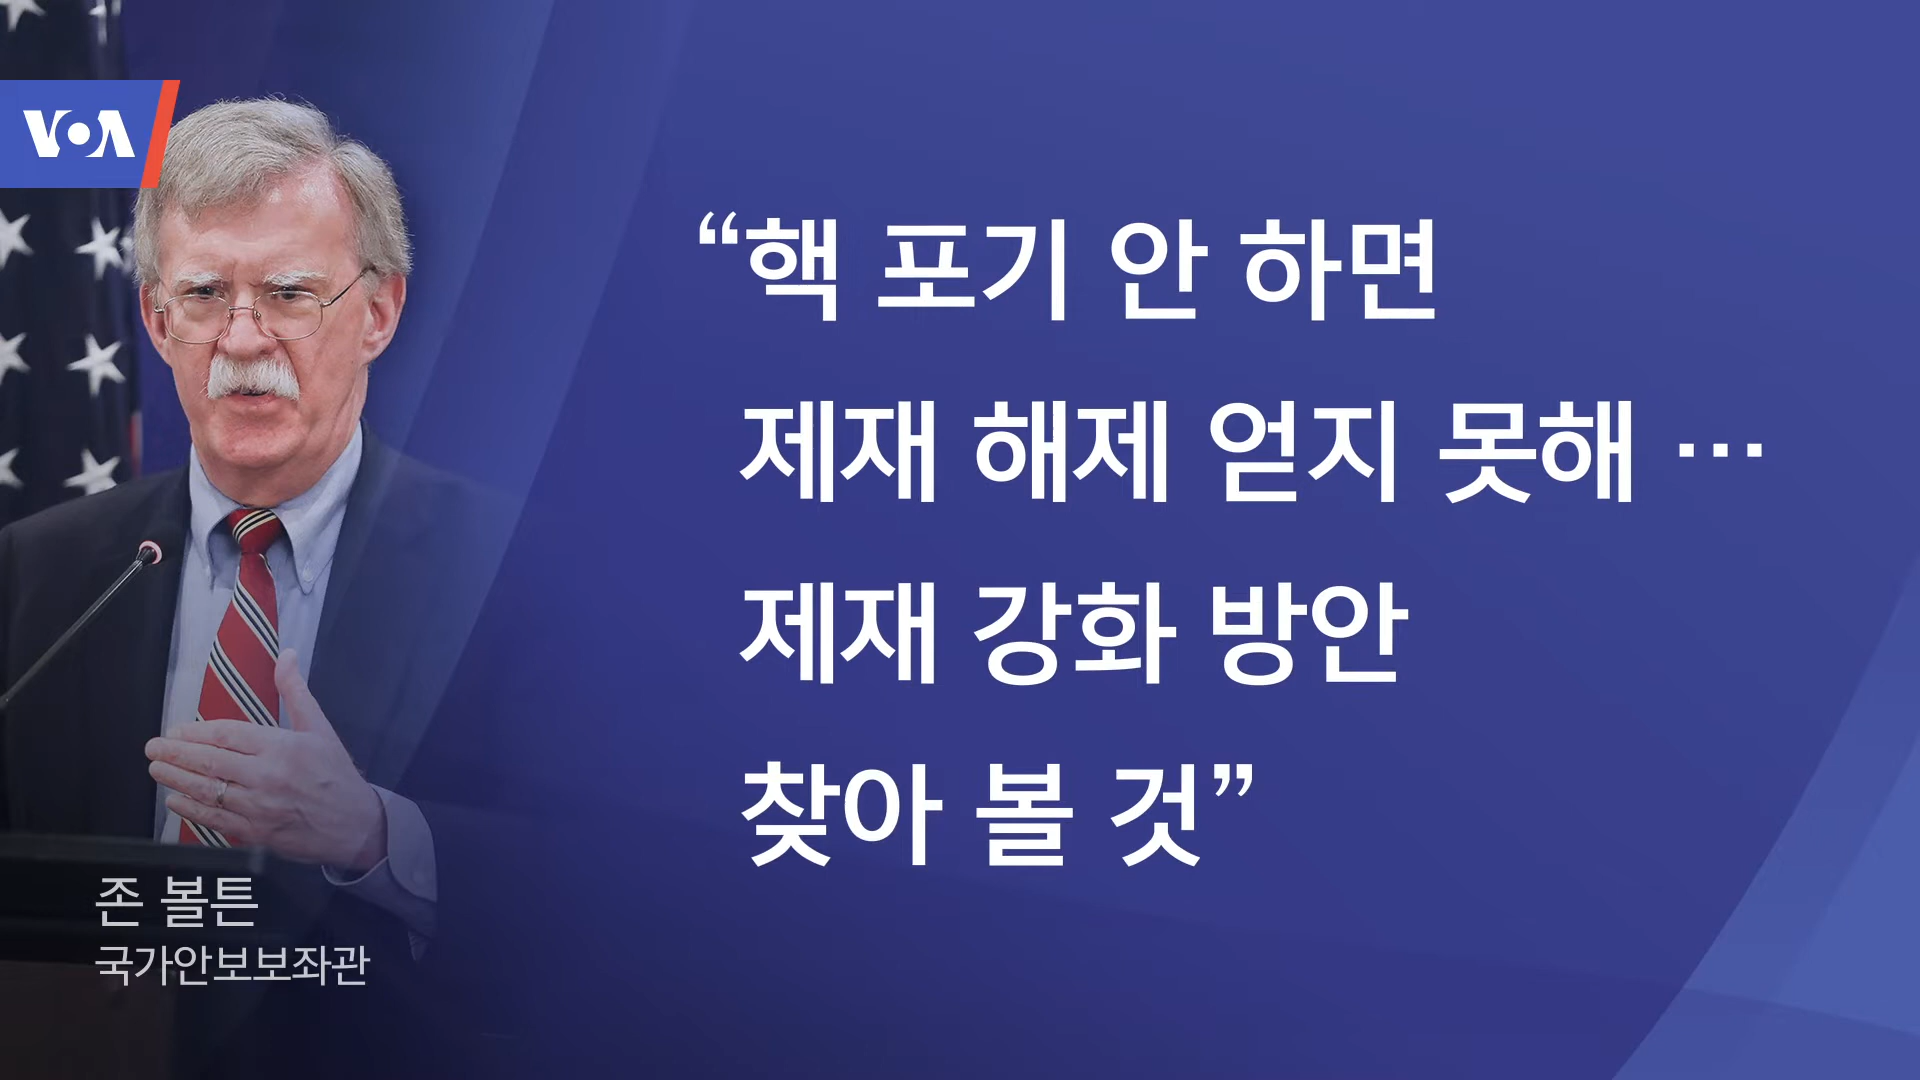 VOA
“핵 포기 안 하면
제재 해제 얻지 못해 …
제재 강화 방안
찾아 볼 것”
존 볼튼
국가안보보좌관